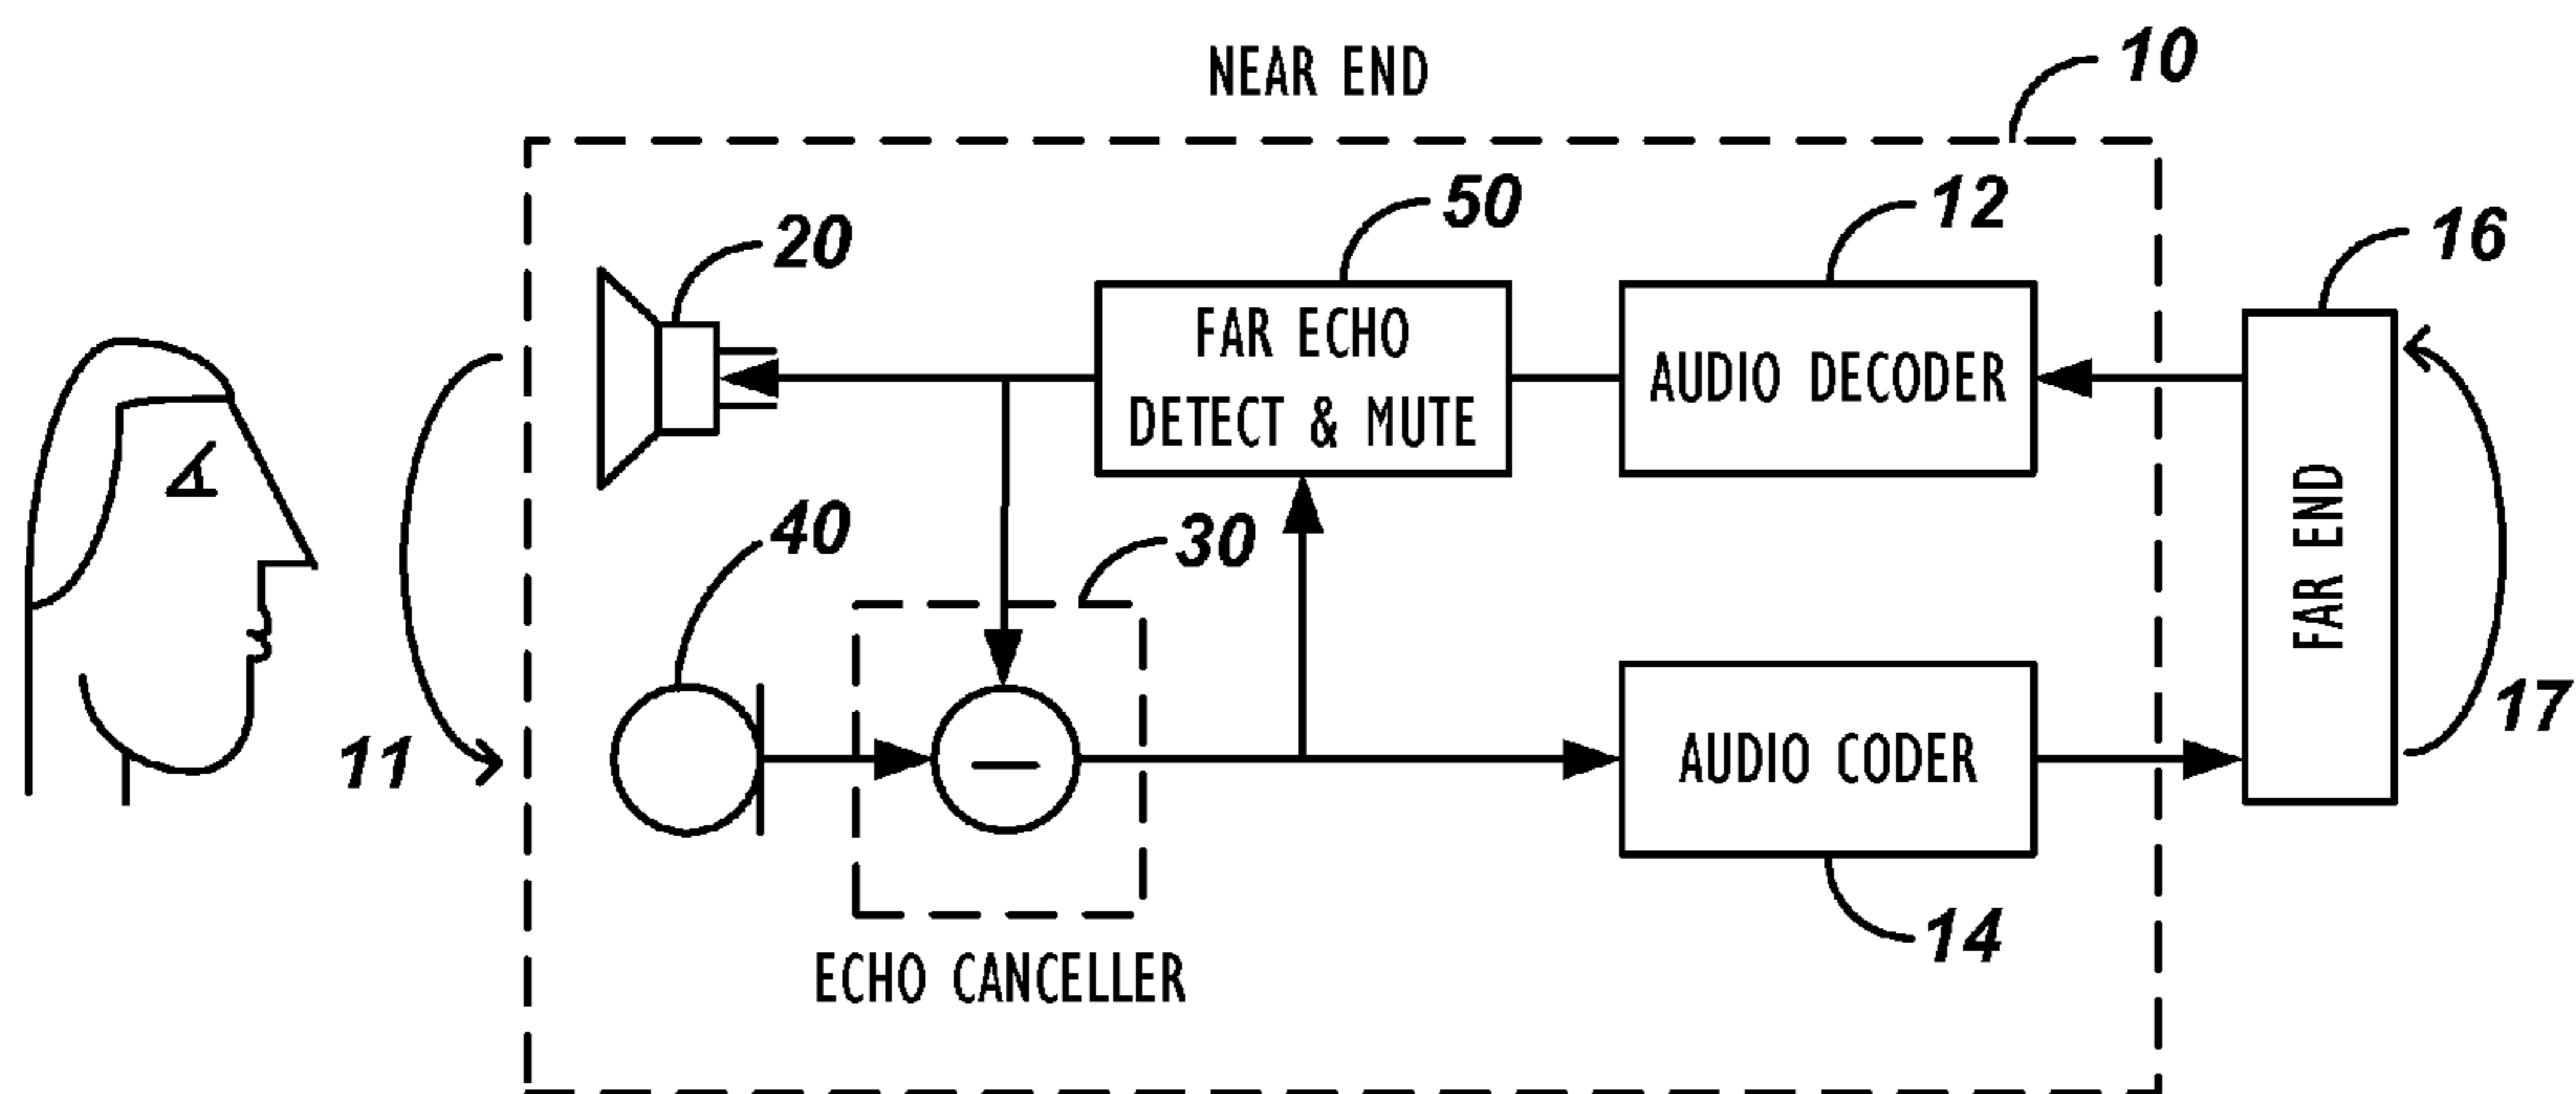 NEAR END
10
50
12
16
20
FAR ECHO
DETECT & MUTE
AUDIO DECODER
40
30
FAR END
17
11
AUDIO CODER
14
ECHO CANCELLER